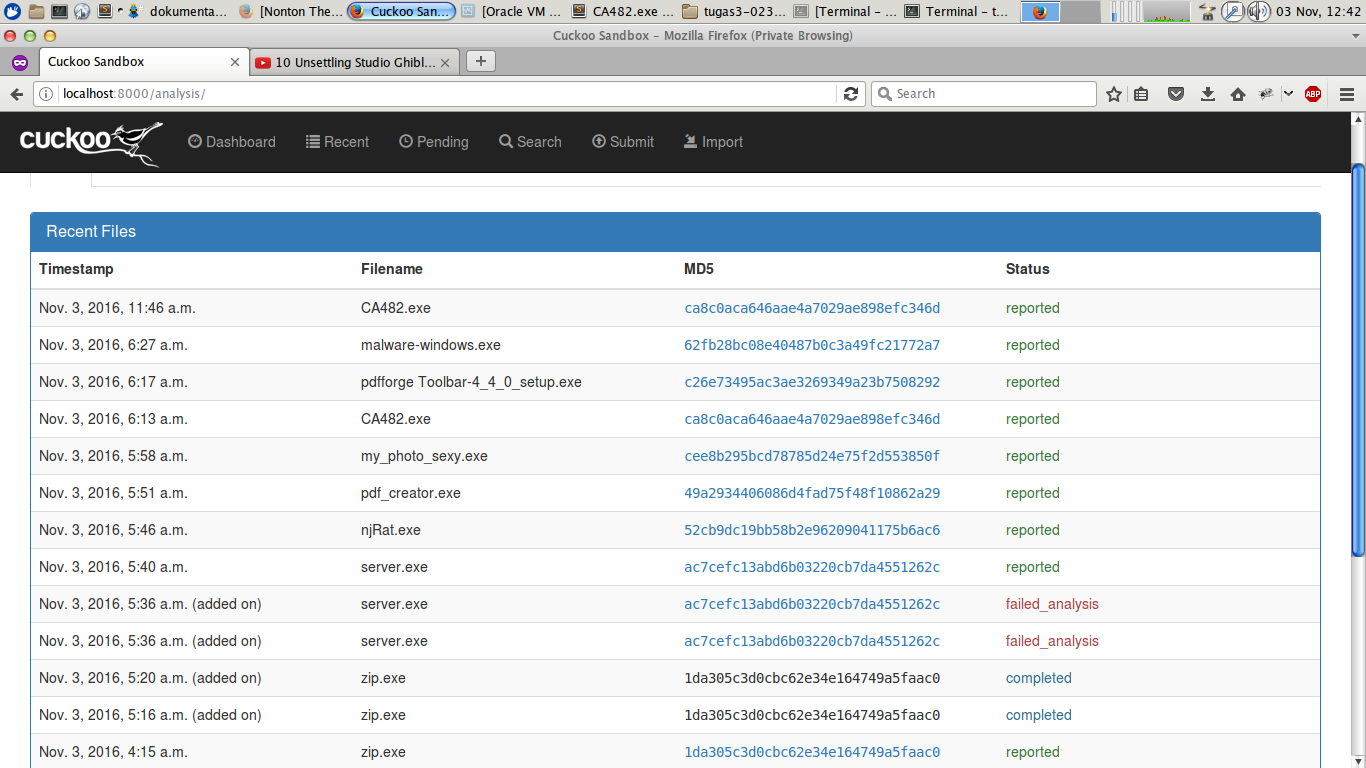 dokumenta... [Nonton The... Cuckoo San... [Oracle VM ... CA482.exe ... tugas3-023... [Terminal – ... Terminal – t... 03 Nov, 12:42
Cuckoo Sandbox – Mozilla Firefox (Private Browsing)
Cuckoo Sandbox 10 Unsettling Studio Ghibl...
localhost:8000/analysis/ Search ABP
cuckoo Dashboard Recent Pending Search Submit Import
Recent Files
Timestamp Filename MD5 Status
Nov. 3, 2016, 11:46 a.m. CA482.exe ca8c0aca646aae4a7029ae898efc346d reported
Nov. 3, 2016, 6:27 a.m. malware-windows.exe 62fb28bc08e40487b0c3a49fc21772a7 reported
Nov. 3, 2016, 6:17 a.m. pdfforge Toolbar-4_4_0_setup.exe c26e73495ac3ae3269349a23b7508292 reported
Nov. 3, 2016, 6:13 a.m. CA482.exe ca8c0aca646aae4a7029ae898efc346d reported
Nov. 3, 2016, 5:58 a.m. my_photo_sexy.exe cee8b295bcd78785d24e75f2d553850f reported
Nov. 3, 2016, 5:51 a.m. pdf_creator.exe 49a2934406086d4fad75f48f10862a29 reported
Nov. 3, 2016, 5:46 a.m. njRat.exe 52cb9dc19bb58b2e96209041175b6ac6 reported
Nov. 3, 2016, 5:40 a.m. server.exe ac7cefc13abd6b03220cb7da4551262c reported
Nov. 3, 2016, 5:36 a.m. (added on) server.exe ac7cefc13abd6b03220cb7da4551262c failed_analysis
Nov. 3, 2016, 5:36 a.m. (added on) server.exe ac7cefc13abd6b03220cb7da4551262c failed_analysis
Nov. 3, 2016, 5:20 a.m. (added on) zip.exe 1da305c3d0cbc62e34e164749a5faac0 completed
Nov. 3, 2016, 5:16 a.m. (added on) zip.exe 1da305c3d0cbc62e34e164749a5faac0 completed
Nov. 3, 2016, 4:15 a.m. zip.exe 1da305c3d0cbc62e34e164749a5faac0 reported